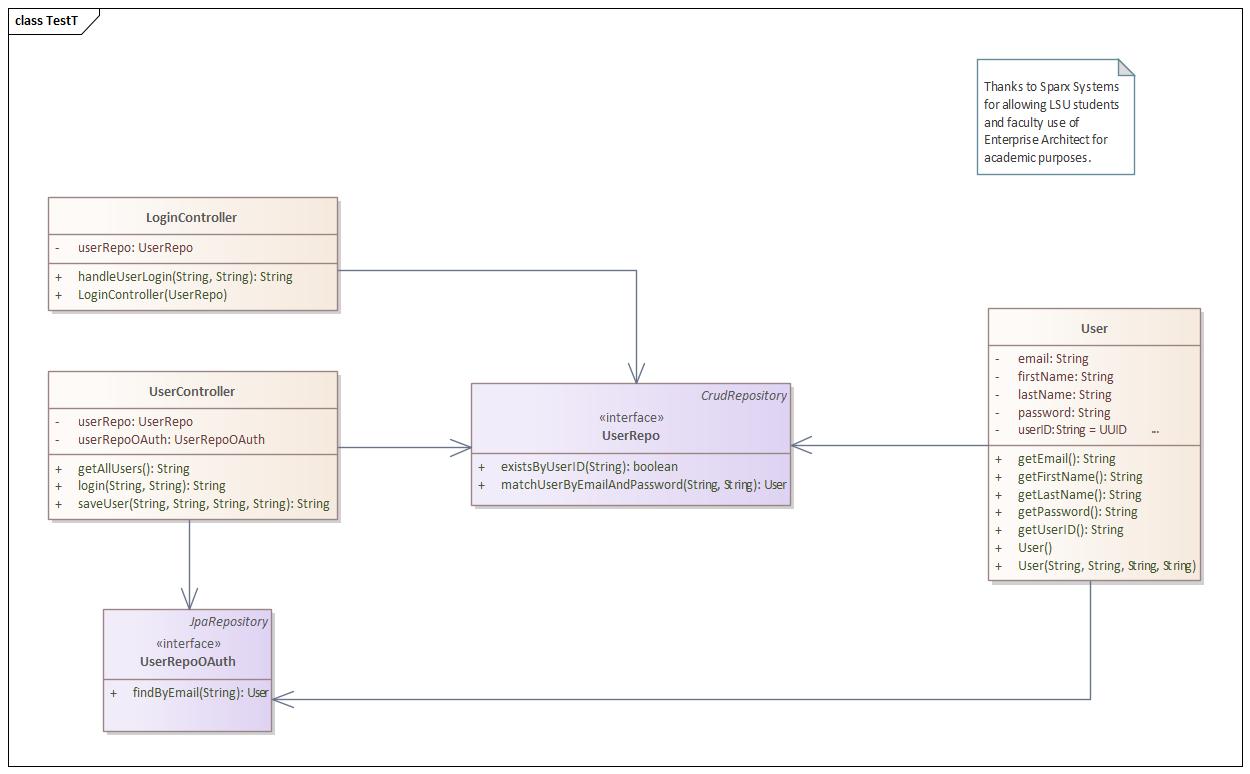 class TestT
Thanks to Sparx Systems
for allowing LSU students
and faculty use of
Enterprise Architect for
academic purposes.
LoginController
- userRepo: UserRepo
+ handleUserLogin(String, String): String
+ LoginController(UserRepo)
UserController
- userRepo: UserRepo
- userRepoOAuth: UserRepoOAuth
+ getAllUsers(): String
+ login(String, String): String
+ saveUser(String, String, String, String): String
CrudRepository
«interface»
UserRepo
+ existsByUserID(String): boolean
+ matchUserByEmailAndPassword(String, String): User
User
- email: String
- firstName: String
- lastName: String
- password: String
- userID: String = UUID ...
+ getEmail(): String
+ getFirstName(): String
+ getLastName(): String
+ getPassword(): String
+ getUserID(): String
+ User()
+ User(String, String, String, String)
JpaRepository
«interface»
UserRepoOAuth
+ findByEmail(String): User